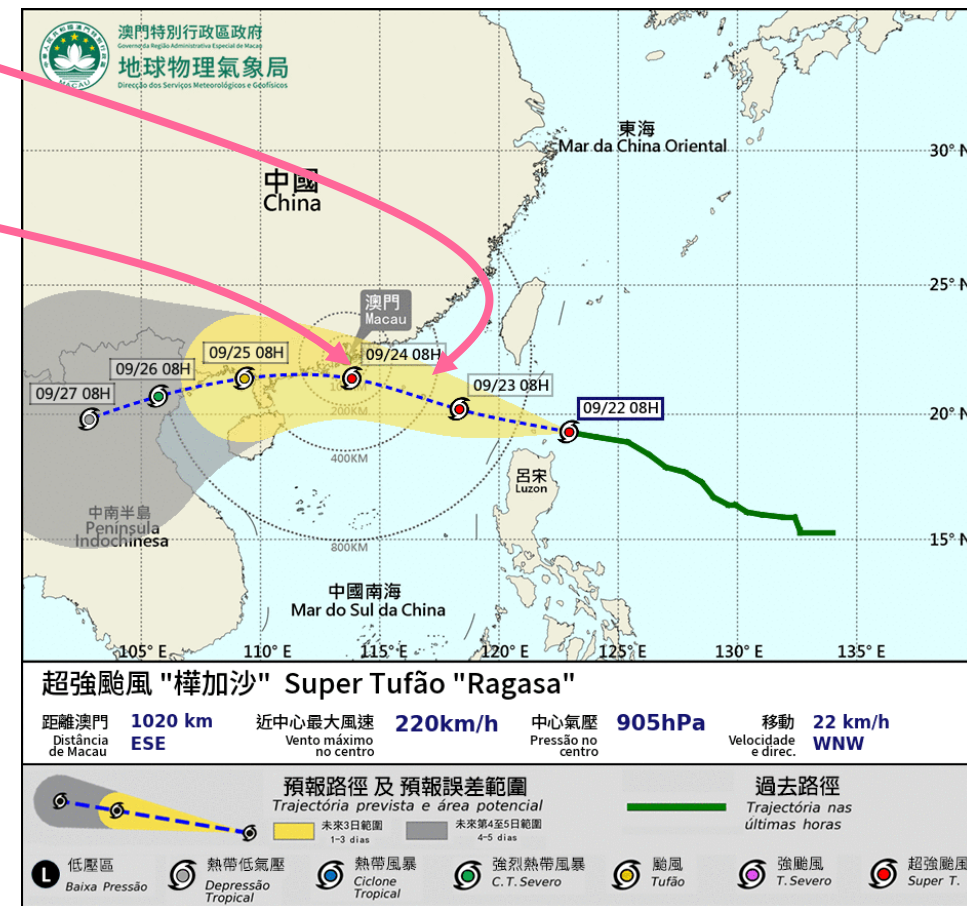 澳門特別行政區政府
Governo da Região Administrativa Especial de Macau
地球物理氣象局
Direcção dos Serviços Meteorológicos e Geofísicos
MACAU
東海
Mar da China Oriental
30° N
中國
China
25° N
澳門
Macau
09/24 08H
09/25 08H
09/26 08H
09/27 08H
09/23 08H
09/22 08H
20° N
200KM
400KM
800KM
呂宋
Luzon
中南半島
Península
Indochinesa
15° N
中國南海
Mar do Sul da China
105° E
110° E
115° E
120° E
125° E
130° E
135° E
超強颱風 "樺加沙" Super Tufão "Ragasa"
距離澳門 1020 km 近中心最大風速 220km/h 中心氣壓 905hPa 移動 22 km/h
Distância de Macau ESE Vento máximo no centro Pressão no centro Velocidade e direc. WNW
預報路徑 及 預報誤差範圍
Trajectória prevista e área potencial
未來3日範圍
1-3 dias
未來第4至5日範圍
4-5 dias
過去路徑
Trajectória nas
últimas horas
L 低壓區
Baixa Pressão
熱帶低氣壓
Depressão
Tropical
熱帶風暴
Ciclone
Tropical
強烈熱帶風暴
C.T.Severo
颱風
Tufão
強颱風
T.Severo
超強颱風
Super T.